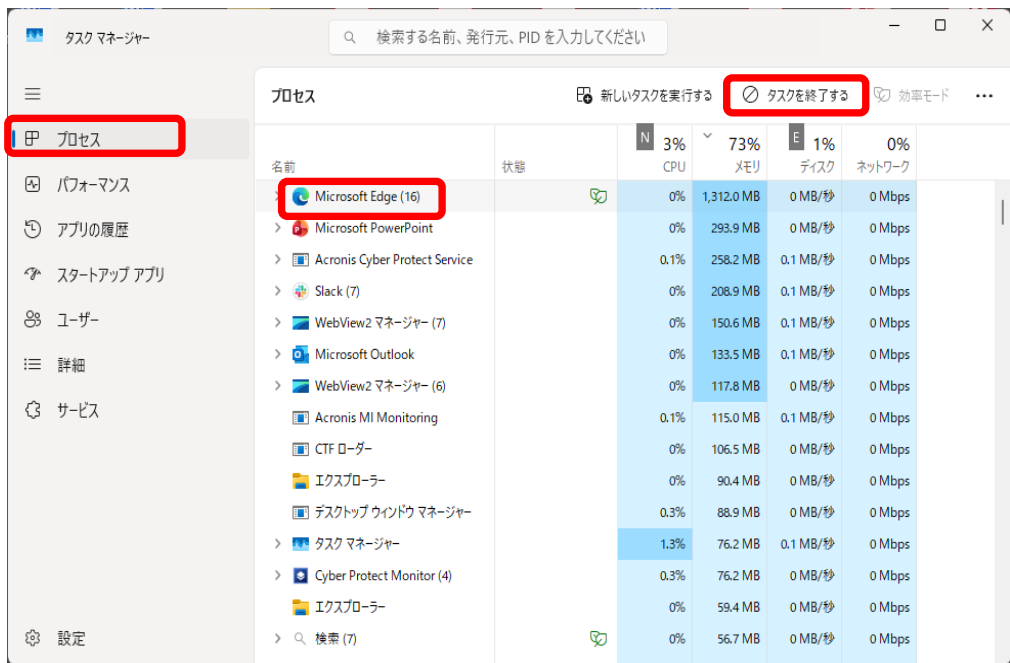 タスク マネージャー
検索する名前、発行元、PID を入力してください
プロセス
パフォーマンス
アプリの履歴
スタートアップ アプリ
ユーザー
詳細
サービス
設定
プロセス 新しいタスクを実行する タスクを終了する 効率モード
N 3% 73% E 1% 0%
名前 状態 CPU メモリ ディスク ネットワーク
Microsoft Edge (16) 0% 1,312.0 MB 0 MB/秒 0 Mbps
Microsoft PowerPoint 0% 293.9 MB 0 MB/秒 0 Mbps
Acronis Cyber Protect Service 0.1% 258.2 MB 0.1 MB/秒 0 Mbps
Slack (7) 0% 208.9 MB 0.1 MB/秒 0 Mbps
WebView2 マネージャー (7) 0% 150.6 MB 0.1 MB/秒 0 Mbps
Microsoft Outlook 0% 133.5 MB 0.1 MB/秒 0 Mbps
WebView2 マネージャー (6) 0% 117.8 MB 0 MB/秒 0 Mbps
Acronis MI Monitoring 0.1% 115.0 MB 0.1 MB/秒 0 Mbps
CTF ローダー 0% 106.5 MB 0 MB/秒 0 Mbps
エクスプローラー 0% 90.4 MB 0 MB/秒 0 Mbps
デスクトップ ウィンドウ マネージャー 0.3% 88.9 MB 0 MB/秒 0 Mbps
タスク マネージャー 1.3% 76.2 MB 0.1 MB/秒 0 Mbps
Cyber Protect Monitor (4) 0.3% 76.2 MB 0 MB/秒 0 Mbps
エクスプローラー 0% 59.4 MB 0 MB/秒 0 Mbps
検索 (7) 0% 56.7 MB 0 MB/秒 0 Mbps